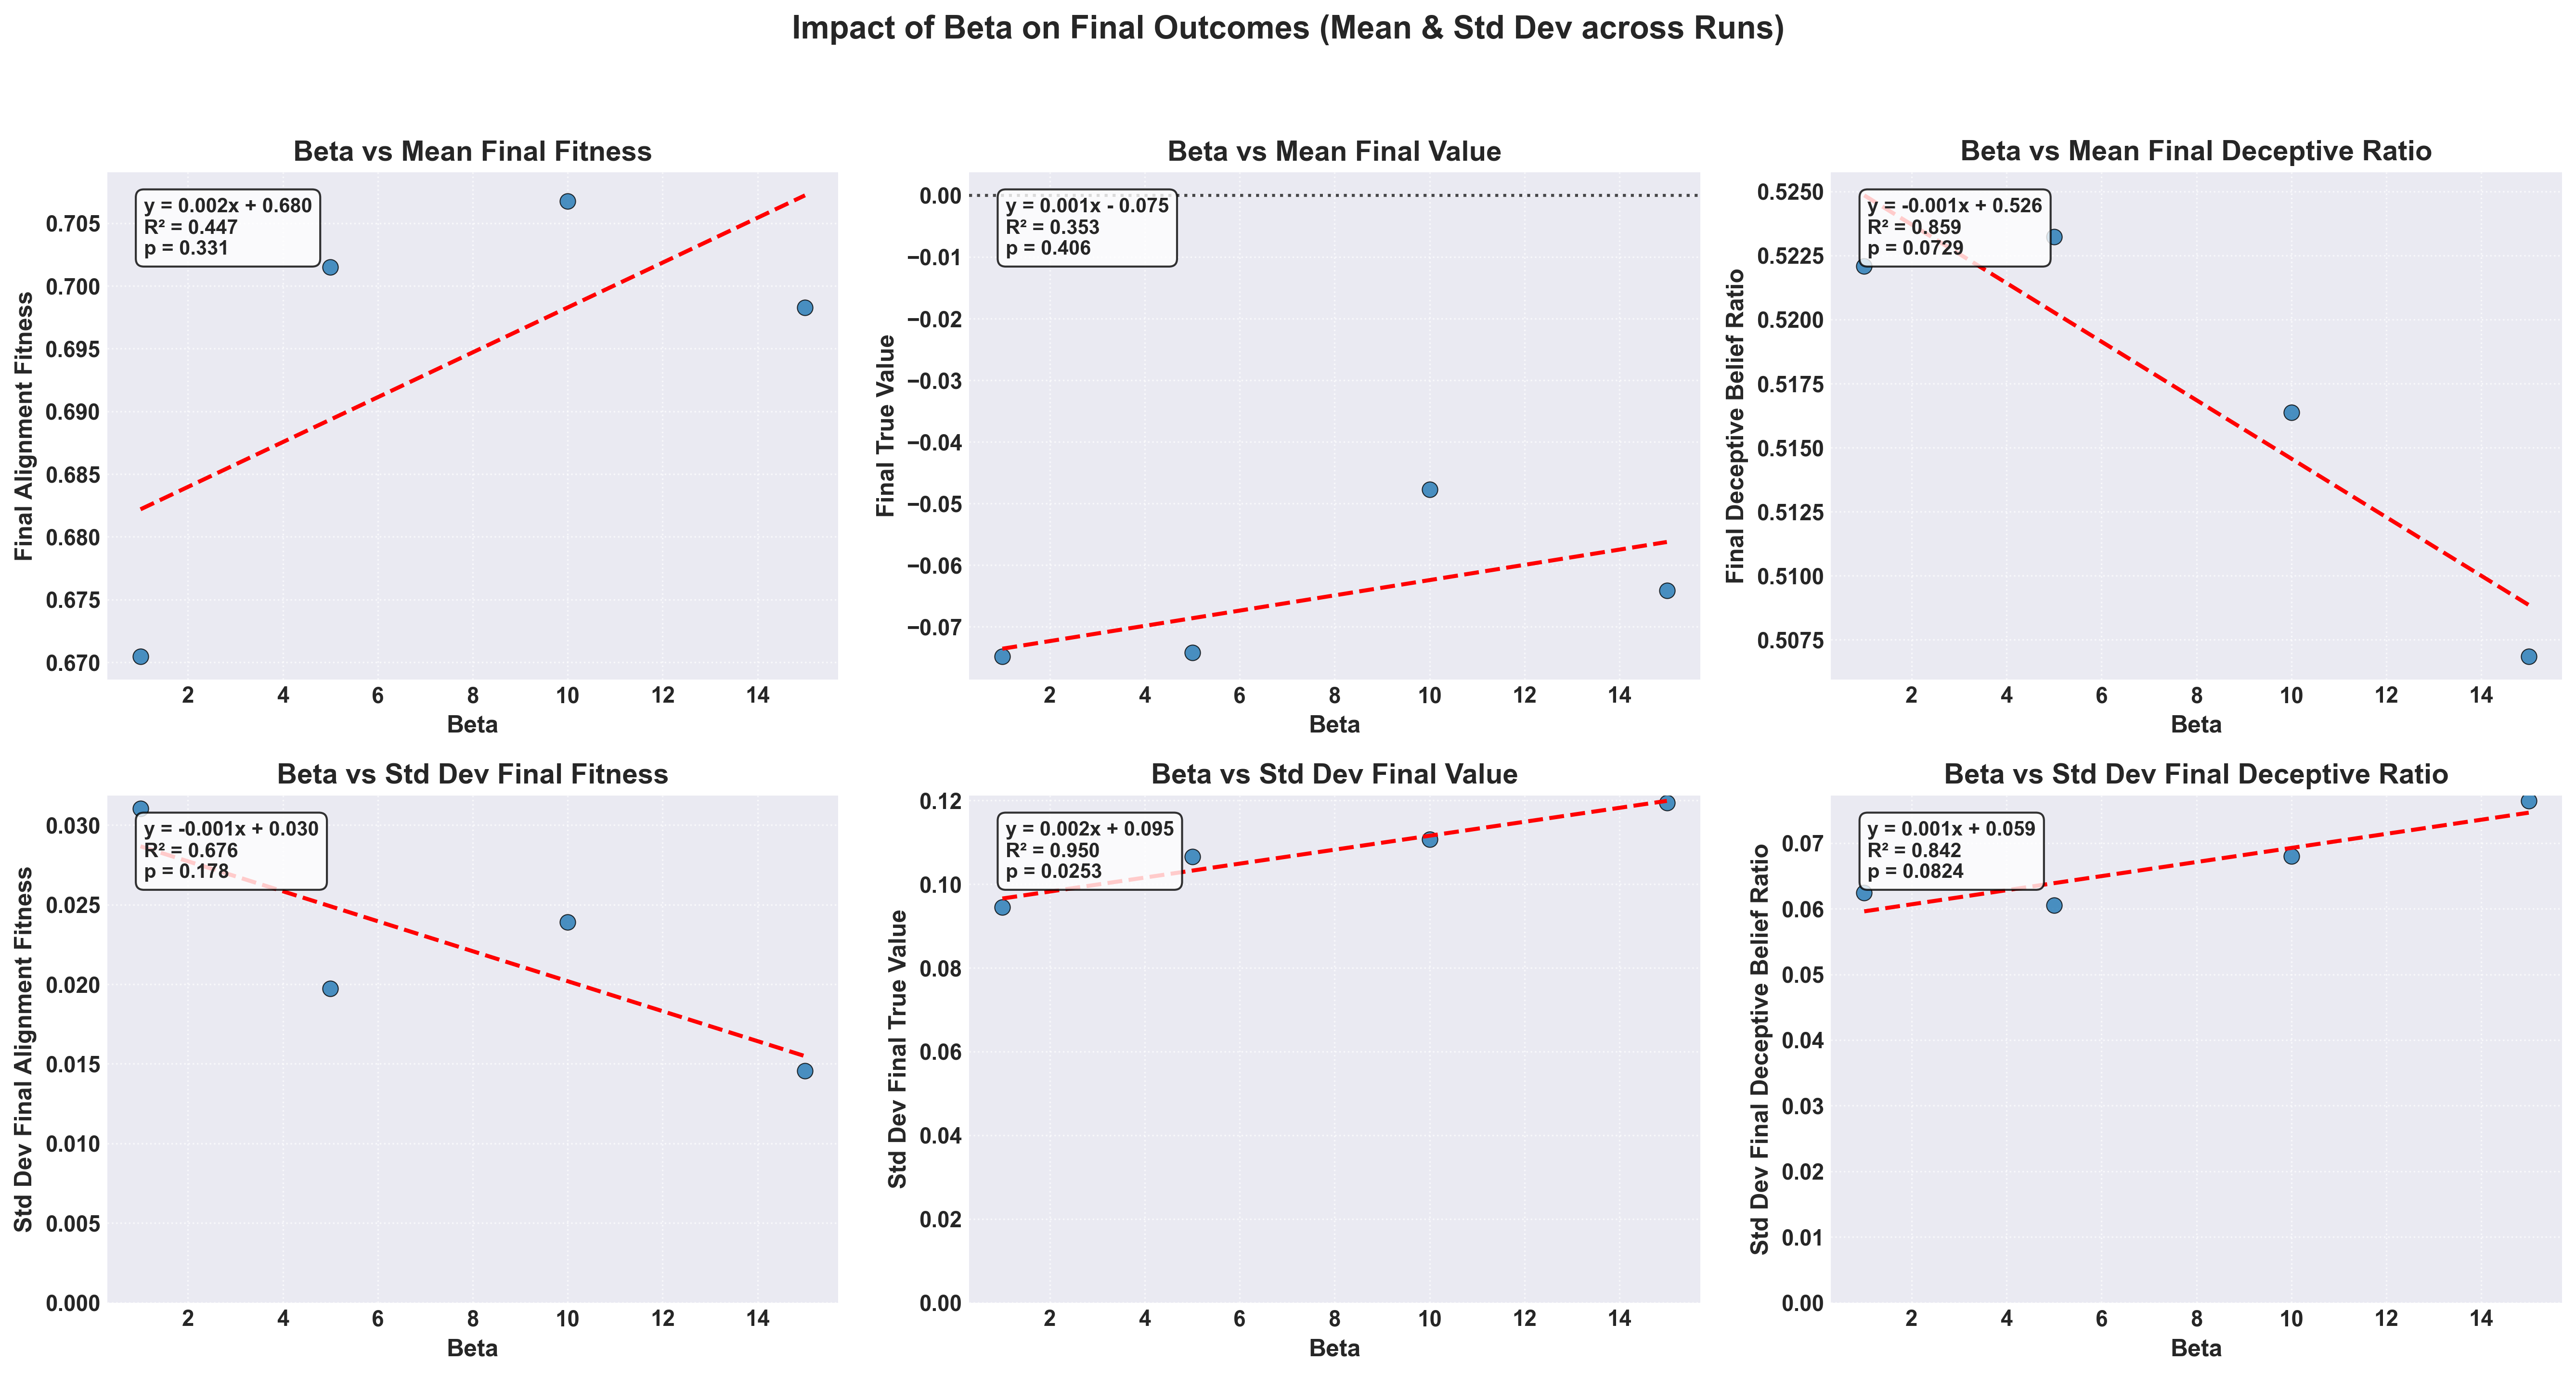 Impact of Beta on Final Outcomes (Mean & Std Dev across Runs)
Beta vs Mean Final Fitness
y = 0.002x + 0.680
R² = 0.447
p = 0.331
Final Alignment Fitness
0.705
0.700
0.695
0.690
0.685
0.680
0.675
0.670
2 4 6 8 10 12 14
Beta
Beta vs Mean Final Value
y = 0.001x - 0.075
R² = 0.353
p = 0.406
Final True Value
0.00
−0.01
−0.02
−0.03
−0.04
−0.05
−0.06
−0.07
2 4 6 8 10 12 14
Beta
Beta vs Mean Final Deceptive Ratio
y = -0.001x + 0.526
R² = 0.859
p = 0.0729
Final Deceptive Belief Ratio
0.5250
0.5225
0.5200
0.5175
0.5150
0.5125
0.5100
0.5075
2 4 6 8 10 12 14
Beta
Beta vs Std Dev Final Fitness
y = -0.001x + 0.030
R² = 0.676
p = 0.178
Std Dev Final Alignment Fitness
0.030
0.025
0.020
0.015
0.010
0.005
0.000
2 4 6 8 10 12 14
Beta
Beta vs Std Dev Final Value
y = 0.002x + 0.095
R² = 0.950
p = 0.0253
Std Dev Final True Value
0.12
0.10
0.08
0.06
0.04
0.02
0.00
2 4 6 8 10 12 14
Beta
Beta vs Std Dev Final Deceptive Ratio
y = 0.001x + 0.059
R² = 0.842
p = 0.0824
Std Dev Final Deceptive Belief Ratio
0.07
0.06
0.05
0.04
0.03
0.02
0.01
0.00
2 4 6 8 10 12 14
Beta